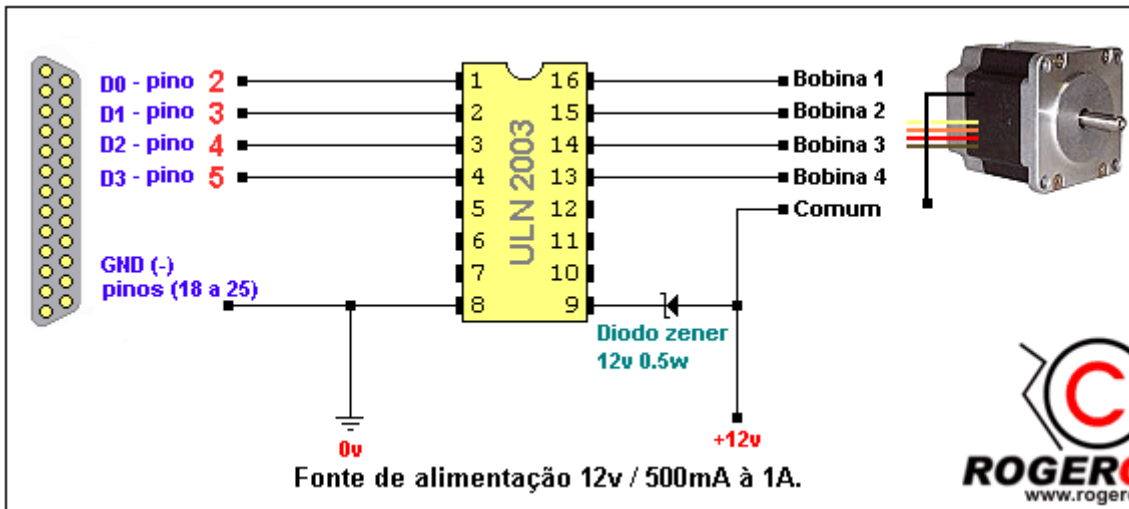 D0 - pino 2
D1 - pino 3
D2 - pino 4
D3 - pino 5
GND (-)
pinos (18 a 25)
0v
ULN 2003
1 16
2 15
3 14
4 13
5 12
6 11
7 10
8 9
Bobina 1
Bobina 2
Bobina 3
Bobina 4
Comum
Diodo zener
12v 0.5w
+12v
Fonte de alimentação 12v / 500mA à 1A.
C